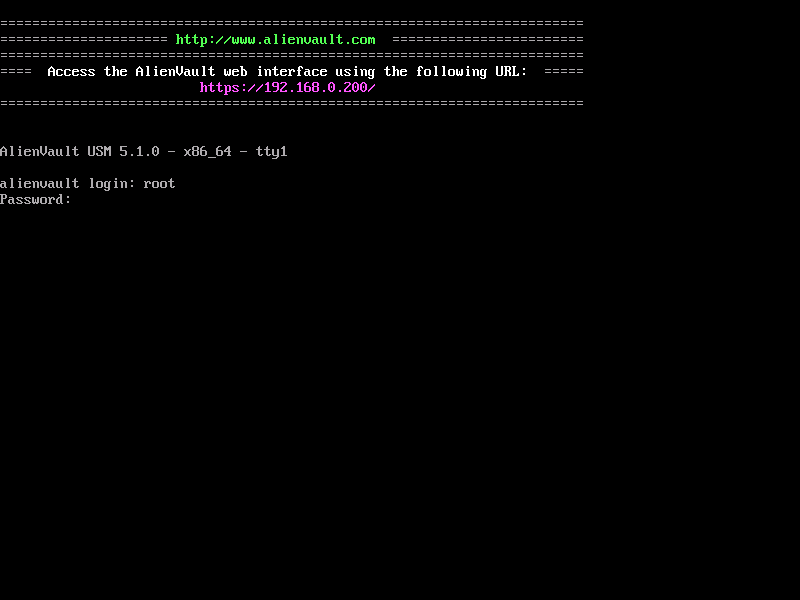 =========================================================================
===================== http://www.alienvault.com  ========================
=========================================================================
====  Access the AlienVault web interface using the following URL:  =====
                         https://192.168.0.200/
=========================================================================
AlienVault USM 5.1.0 - x86_64 - tty1
alienvault login: root
Password: